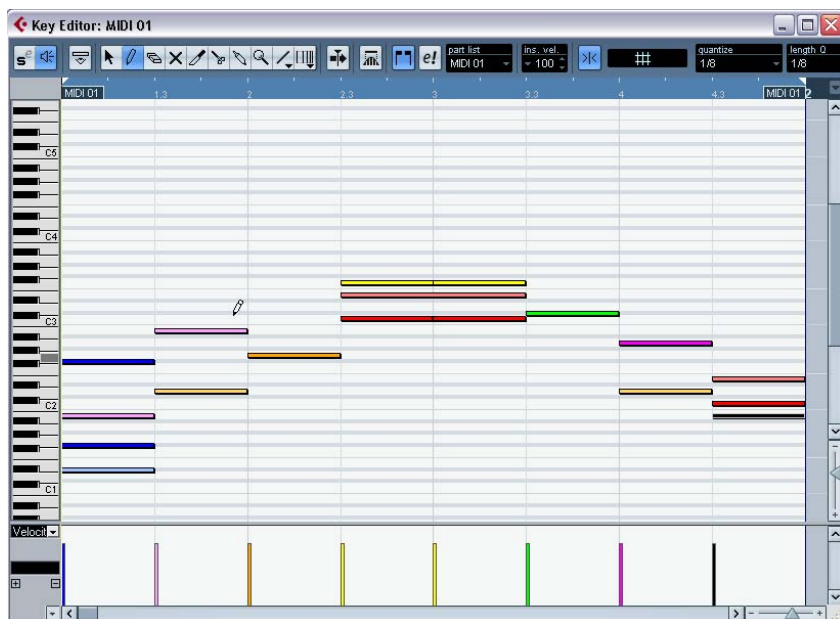 Key Editor: MIDI 01
part list
MIDI 01
ins. vel.
100
quantize
1/8
length Q
1/8
MIDI 01 1.3 2 2.3 3 3.3 4 4.3 MIDI 01 2
C5
C4
C3
C2
C1
Velocit